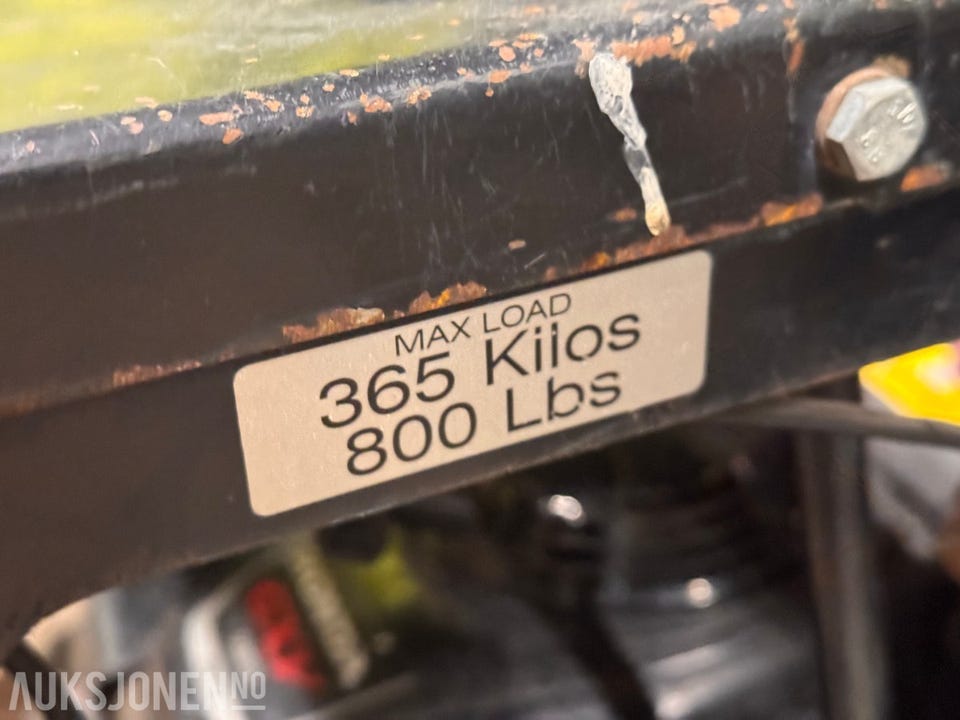 MAX LOAD
365 Kilos
800 Lbs
AUKSJONEN.NO